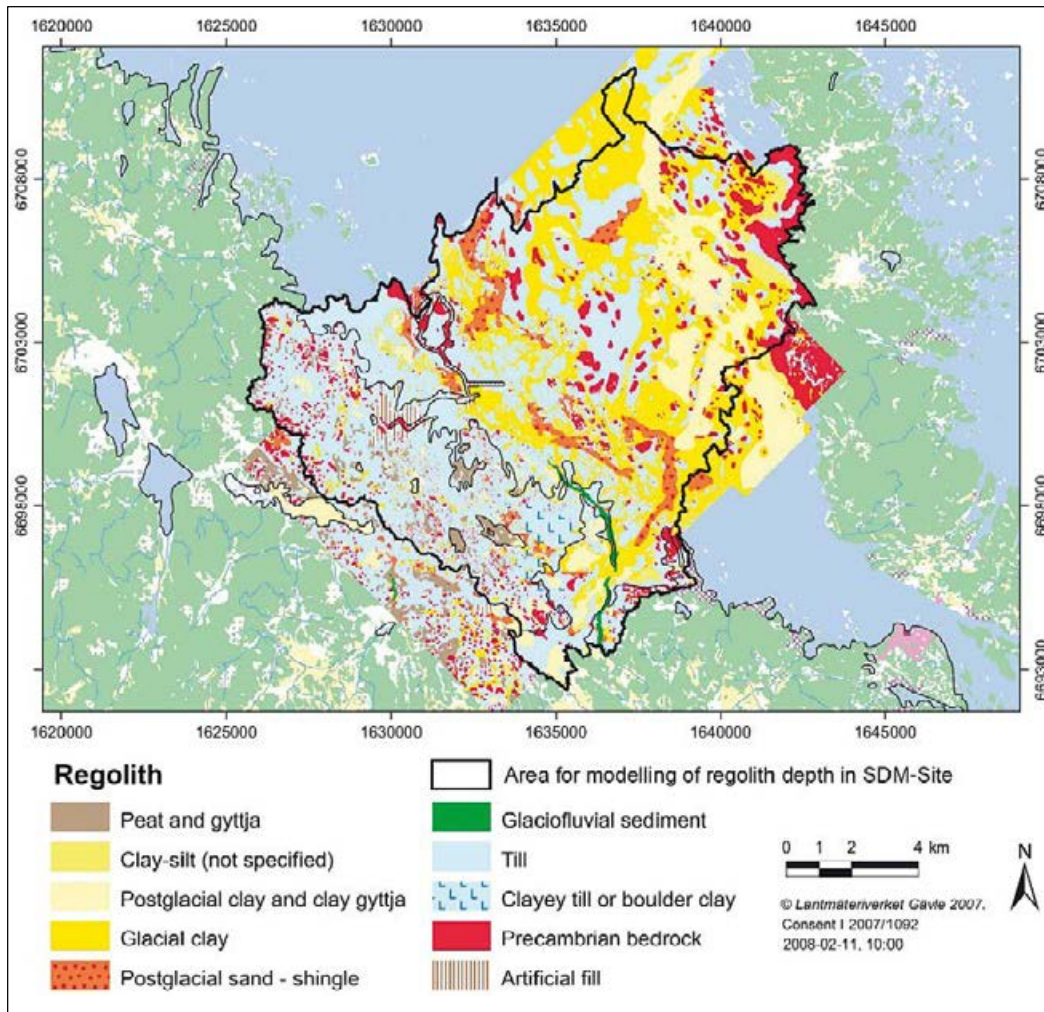 1620000 1625000 1630000 1635000 1640000 1645000
6708000 6708000
6703000 6703000
6698000 6698000
6693000 6693000
1620000 1625000 1630000 1635000 1640000 1645000
Regolith
Peat and gyttja
Clay-silt (not specified)
Postglacial clay and clay gyttja
Glacial clay
Postglacial sand - shingle
Area for modelling of regolith depth in SDM-Site
Glaciofluvial sediment
Till
Clayey till or boulder clay
Precambrian bedrock
Artificial fill
0 1 2 4 km
N
© Lantmäteriverket Gävle 2007.
Consent I 2007/1092
2008-02-11, 10:00